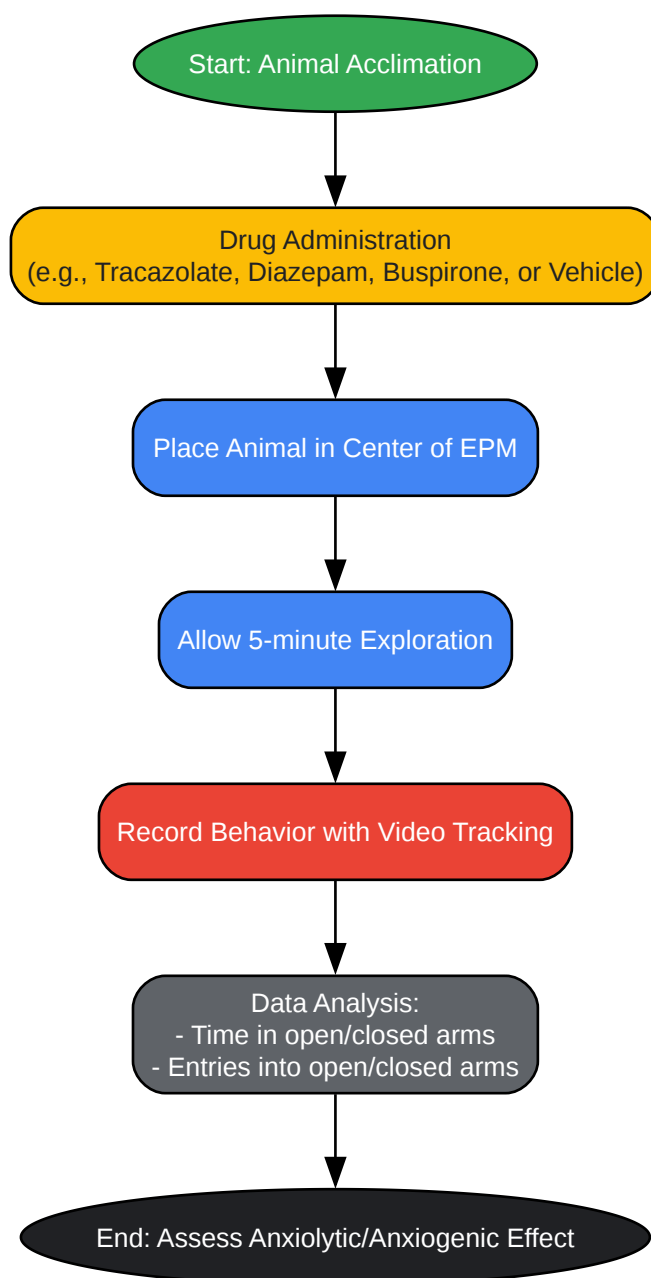 Start: Animal Acclimation
Drug Administration
(e.g., Tracazolate, Diazepam, Buspirone, or Vehicle)
Place Animal in Center of EPM
Allow 5-minute Exploration
Record Behavior with Video Tracking
Data Analysis:
- Time in open/closed arms
- Entries into open/closed arms
End: Assess Anxiolytic/Anxiogenic Effect